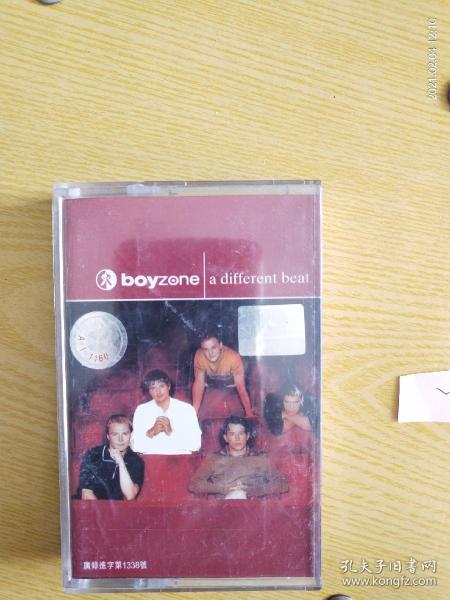 2021.02.04 12:10
boyzone a different beat
A I-1160
廣錄進字第1338號
孔夫子旧书网
www.kongfz.com